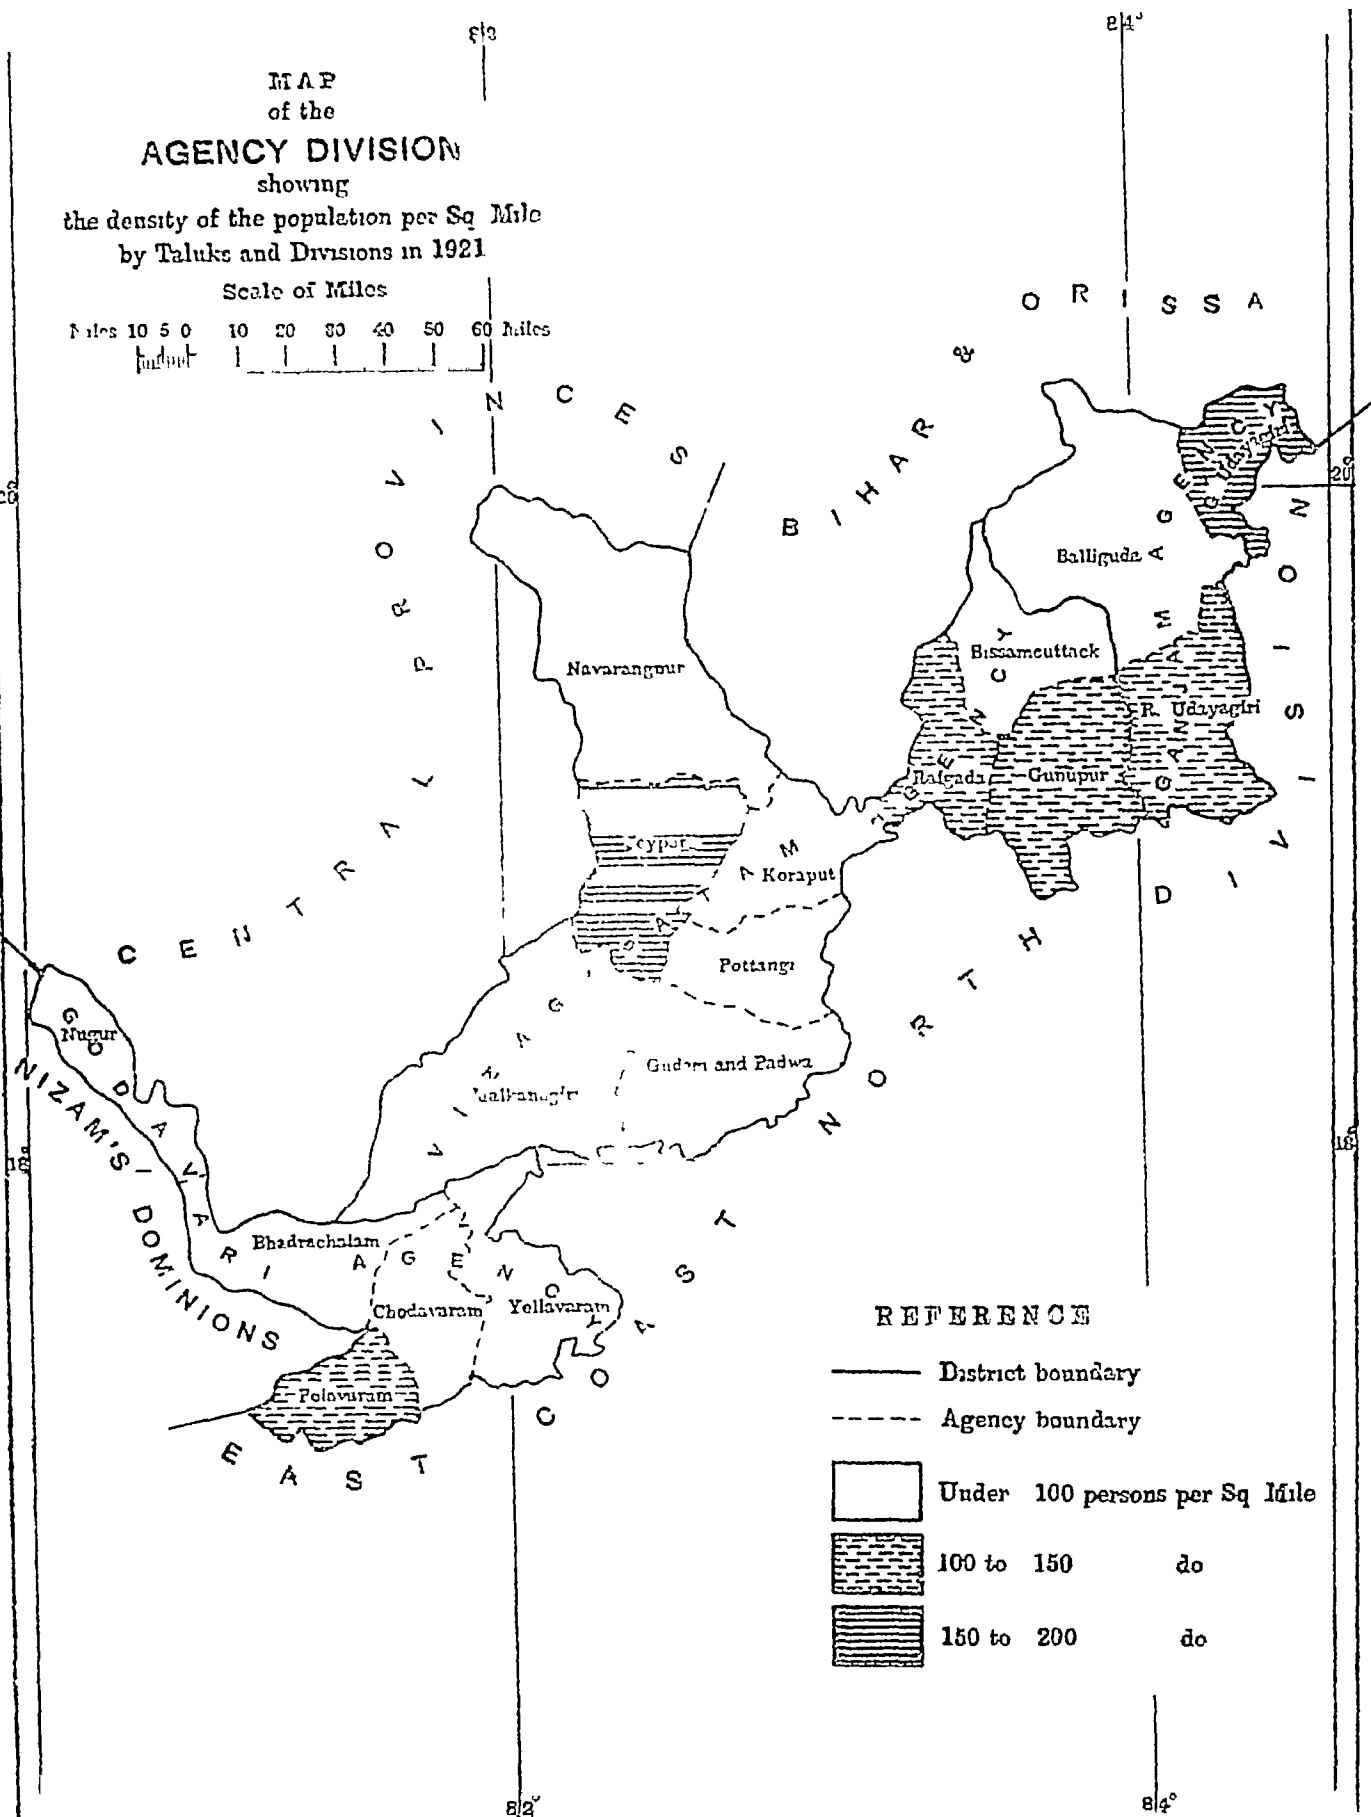 MAP
of the
AGENCY DIVISION
showing
the density of the population per Sq Mile
by Taluks and Divisions in 1921
Scale of Miles
Miles 10 5 0 10 20 30 40 50 60 Miles
84°
CENTRAL PROVINCES
BIHAR & ORISSA
20°
Udayagiri
Balliguda
GANJAM AGENCY
Bissamcuttack
Navarangpur
R. Udayagiri
Gunupur
Koraput
Pottangi
Gudem and Padwa
Nugur
GODAVARI AGENCY
NIZAM'S DOMINIONS
18°
Bhadrachalam
Chodavaram
Yellavaram
Polavaram
EAST COAST NORTH DIVISION
REFERENCE
District boundary
Agency boundary
Under 100 persons per Sq Mile
100 to 150 do
150 to 200 do
82°
84°